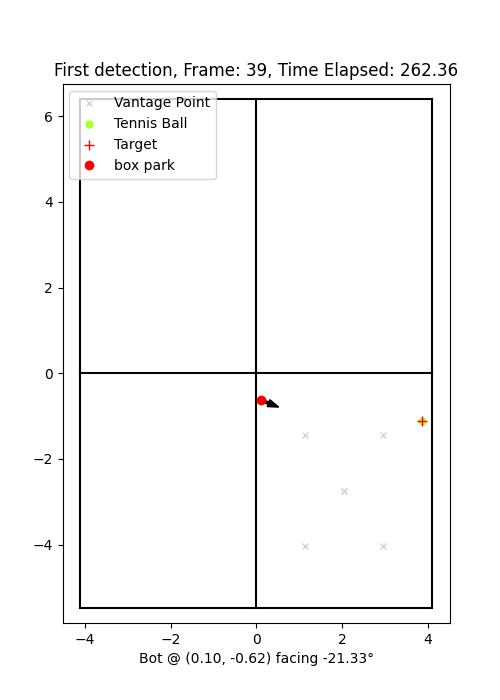 First detection, Frame: 39, Time Elapsed: 262.36
Vantage Point
Tennis Ball
Target
box park
6
4
2
0
−2
−4
−4
−2
0
2
4
Bot @ (0.10, -0.62) facing -21.33°